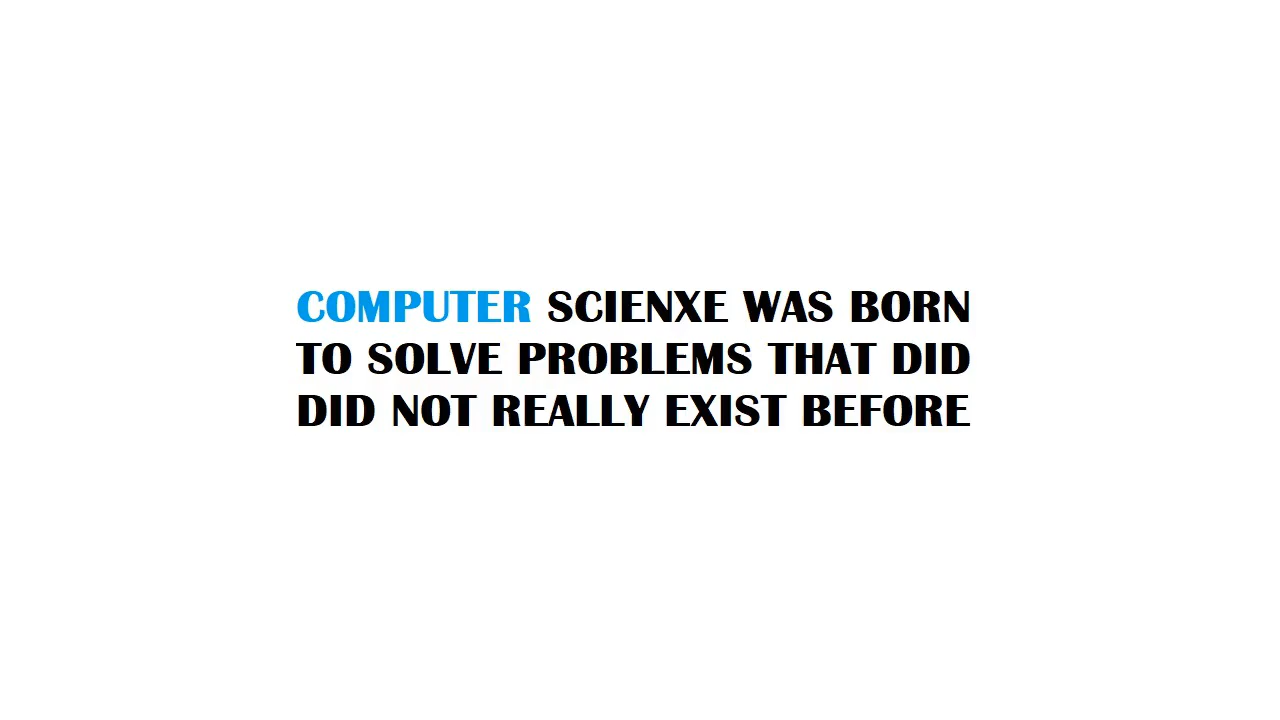 COMPUTER SCIENXE WAS BORN
TO SOLVE PROBLEMS THAT DID
DID NOT REALLY EXIST BEFORE